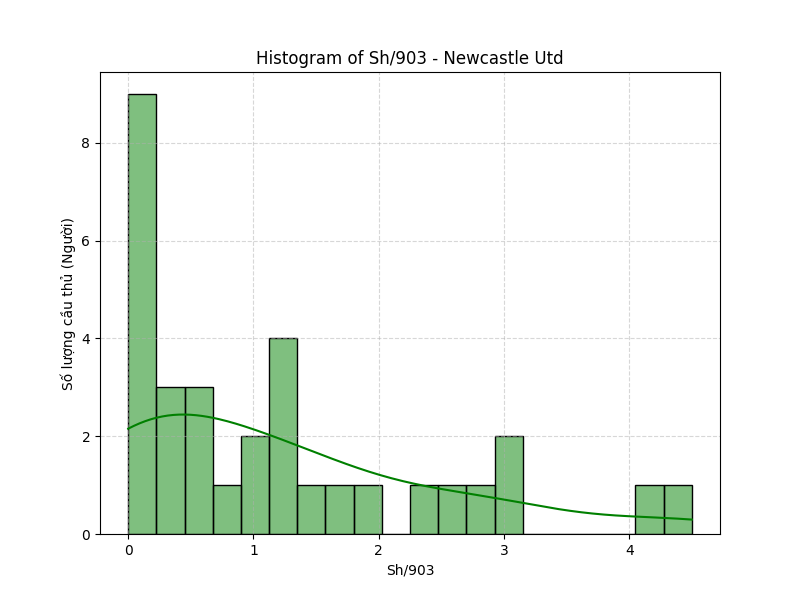 Histogram of Sh/903 - Newcastle Utd
Số lượng cầu thủ (Người)
8
6
4
2
0
0 1 2 3 4
Sh/903